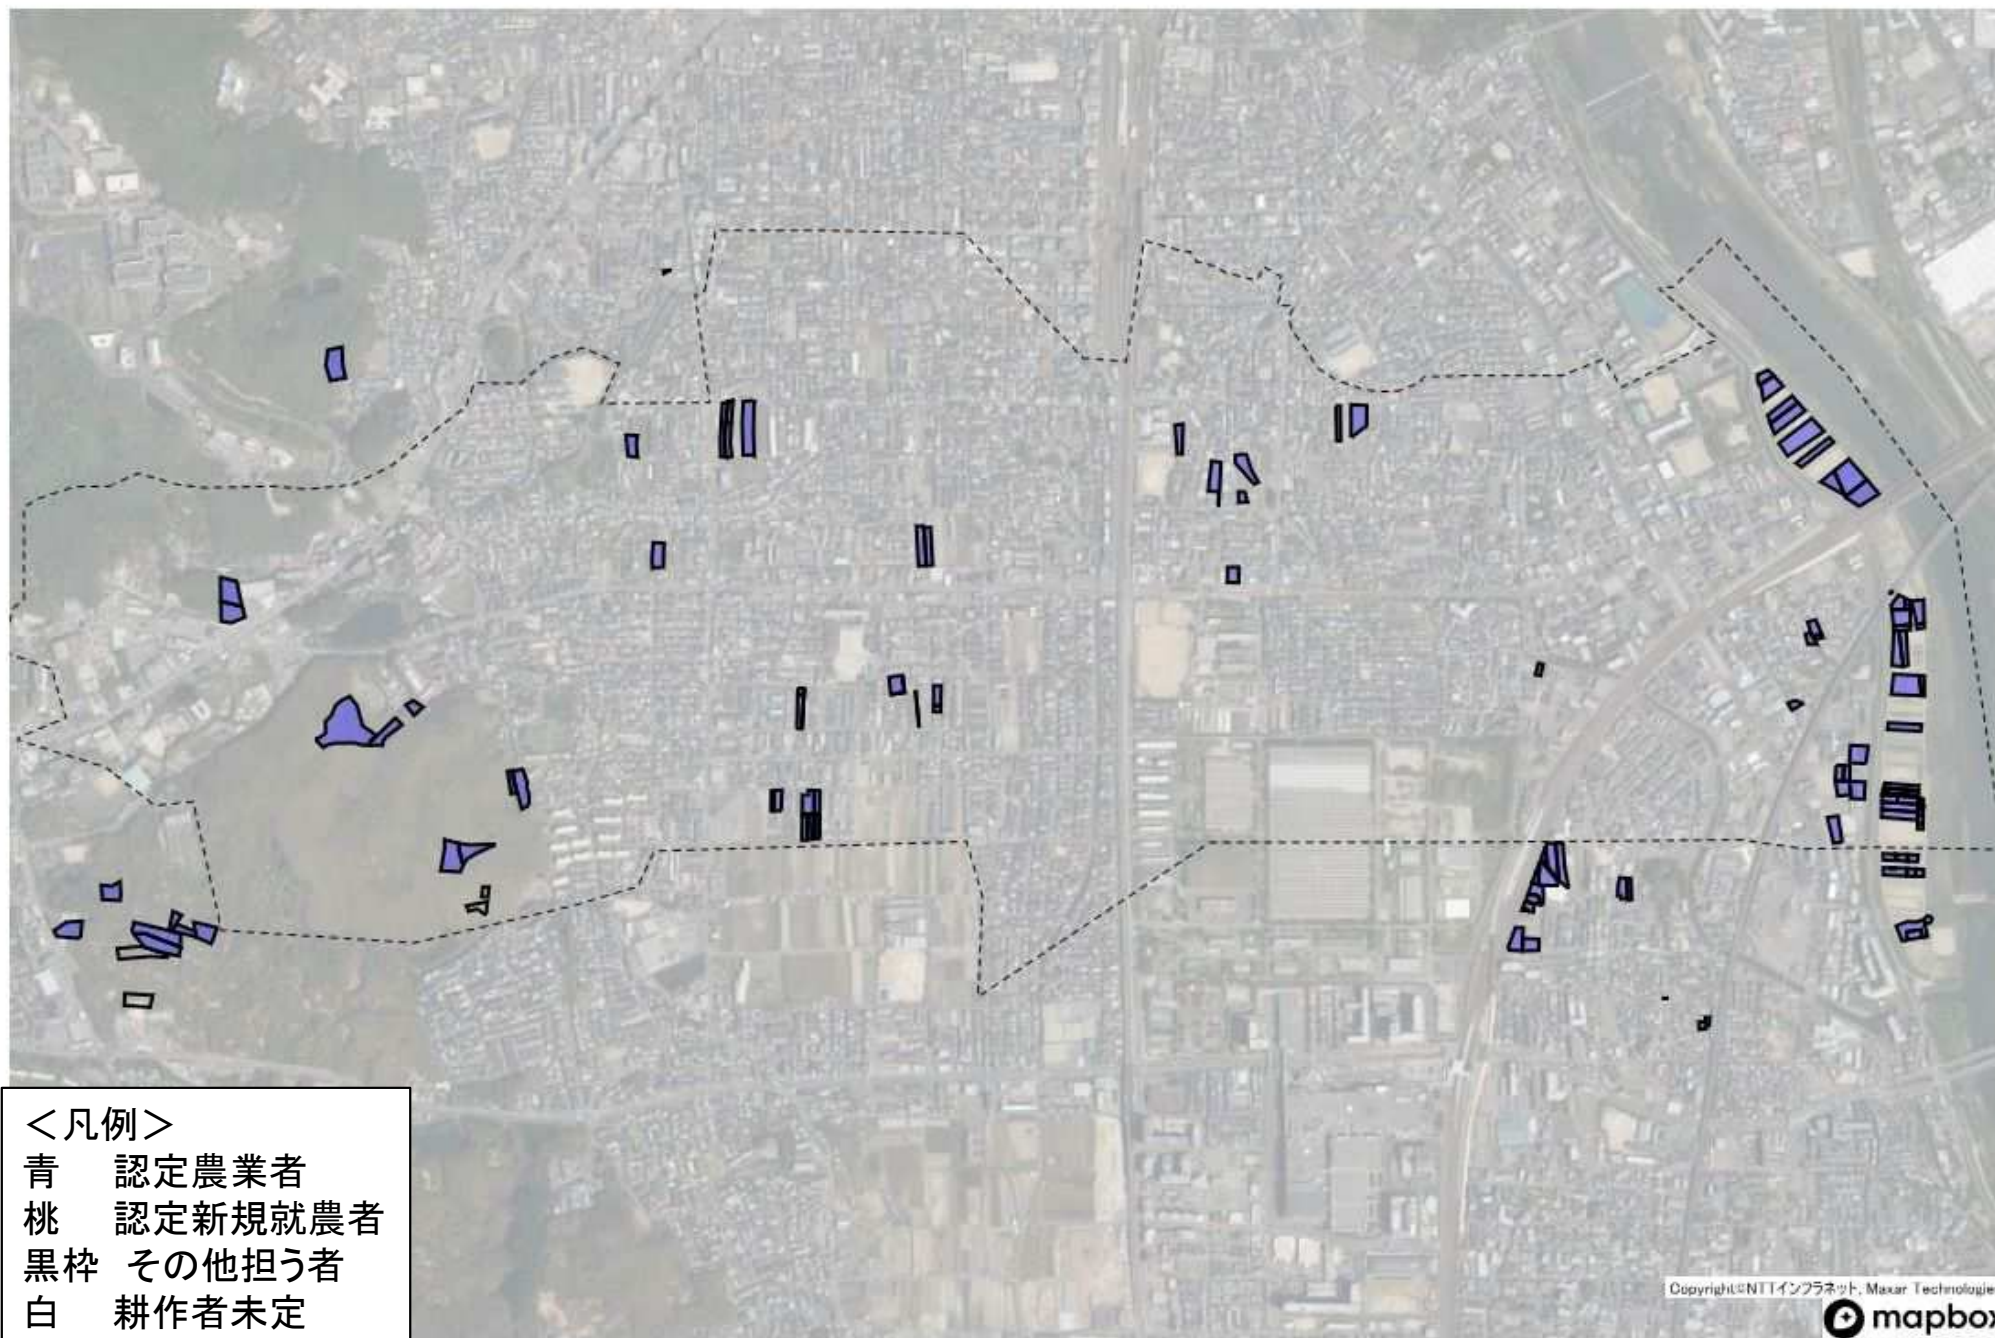 ＜凡例＞
青　認定農業者
桃　認定新規就農者
黒枠　その他担う者
白　耕作者未定
Copyright©NTTインフラネット, Maxar Technologie
mapbox